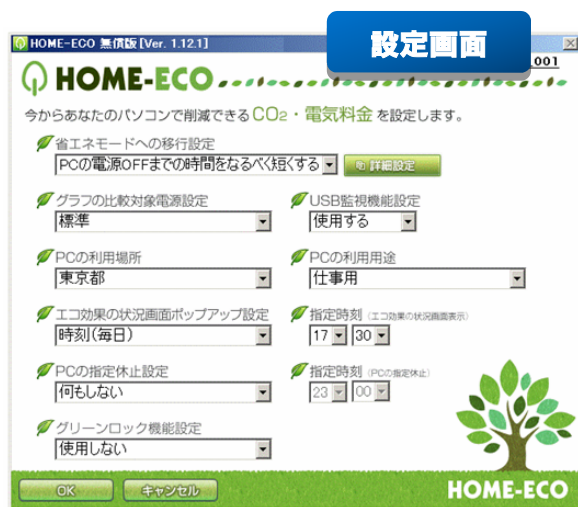 HOME-ECO 無償版 [Ver. 1.12.1]
設定画面
001
HOME-ECO
今からあなたのパソコンで削減できるCO2・電気料金を設定します。
省エネモードへの移行設定
PCの電源OFFまでの時間をなるべく短くする 詳細設定
グラフの比較対象電源設定 USB監視機能設定
標準 使用する
PCの利用場所 PCの利用用途
東京都 仕事用
エコ効果の状況画面ポップアップ設定 指定時刻 (エコ効果の状況画面表示)
時刻(毎日) 17 30
PCの指定休止設定 指定時刻 (PCの指定休止)
何もしない 23 00
グリーンロック機能設定
使用しない
OK キャンセル HOME-ECO